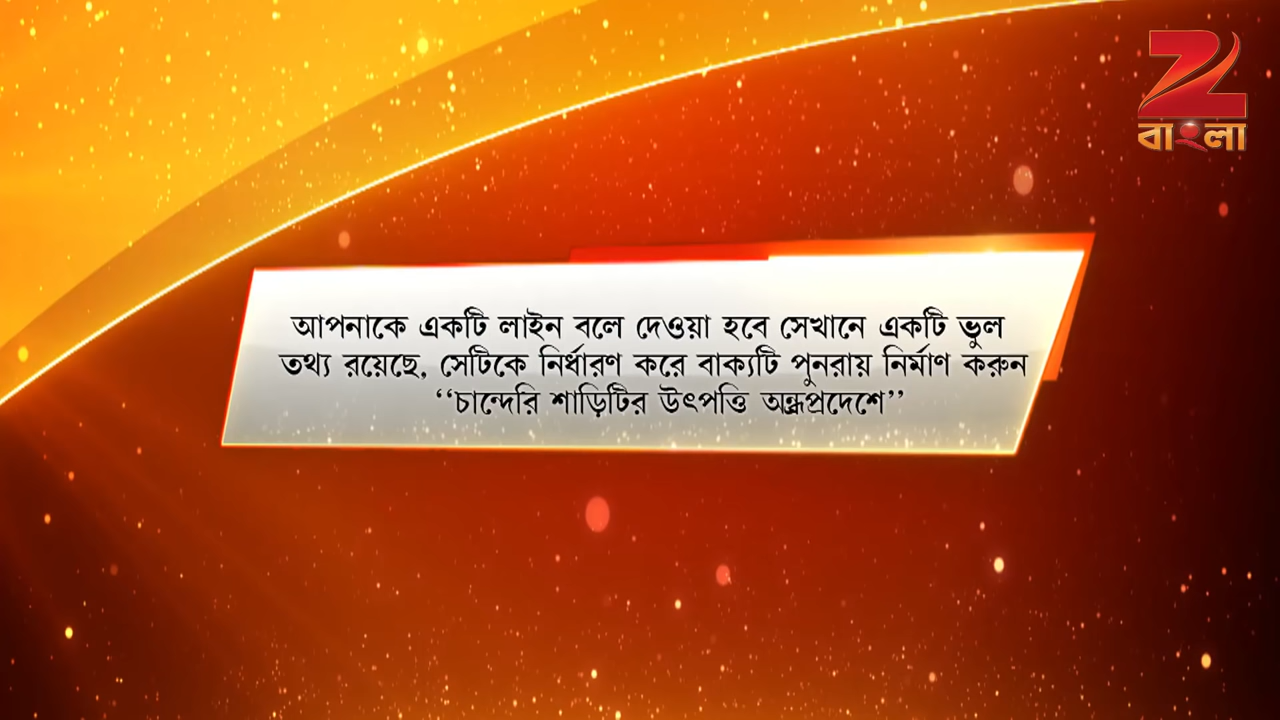 বাংলা
আপনাকে একটি লাইন বলে দেওয়া হবে সেখানে একটি ভুল
তথ্য রয়েছে, সেটিকে নির্ধারণ করে বাক্যটি পুনরায় নির্মাণ করুন
‘‘চান্দেরি শাড়িটির উৎপত্তি অন্ধ্রপ্রদেশে’’